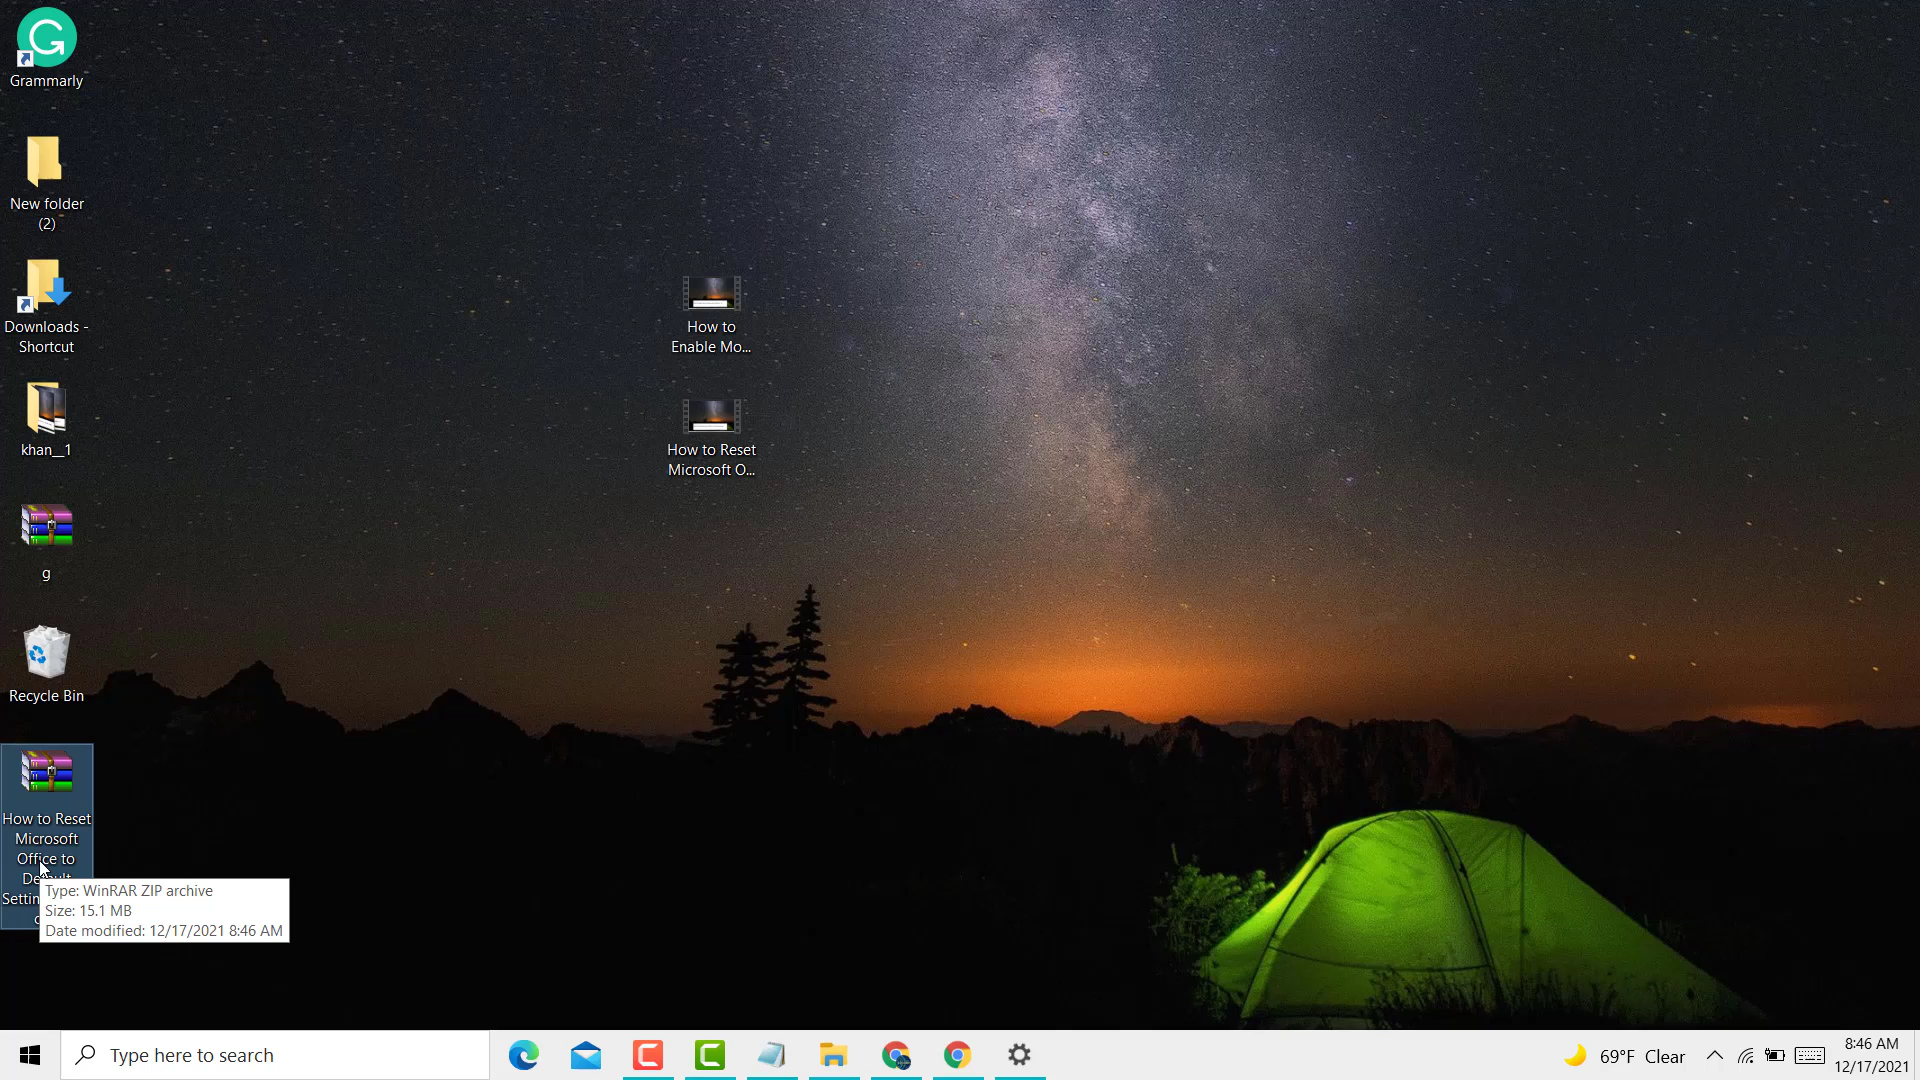 Grammarly
New folder
(2)
Downloads -
Shortcut
khan__1
g
Recycle Bin
How to Reset
Microsoft
Office to
Settin
Type: WinRAR ZIP archive
Size: 15.1 MB
Date modified: 12/17/2021 8:46 AM
How to
Enable Mo...
How to Reset
Microsoft O...
Type here to search
69°F Clear
8:46 AM
12/17/2021